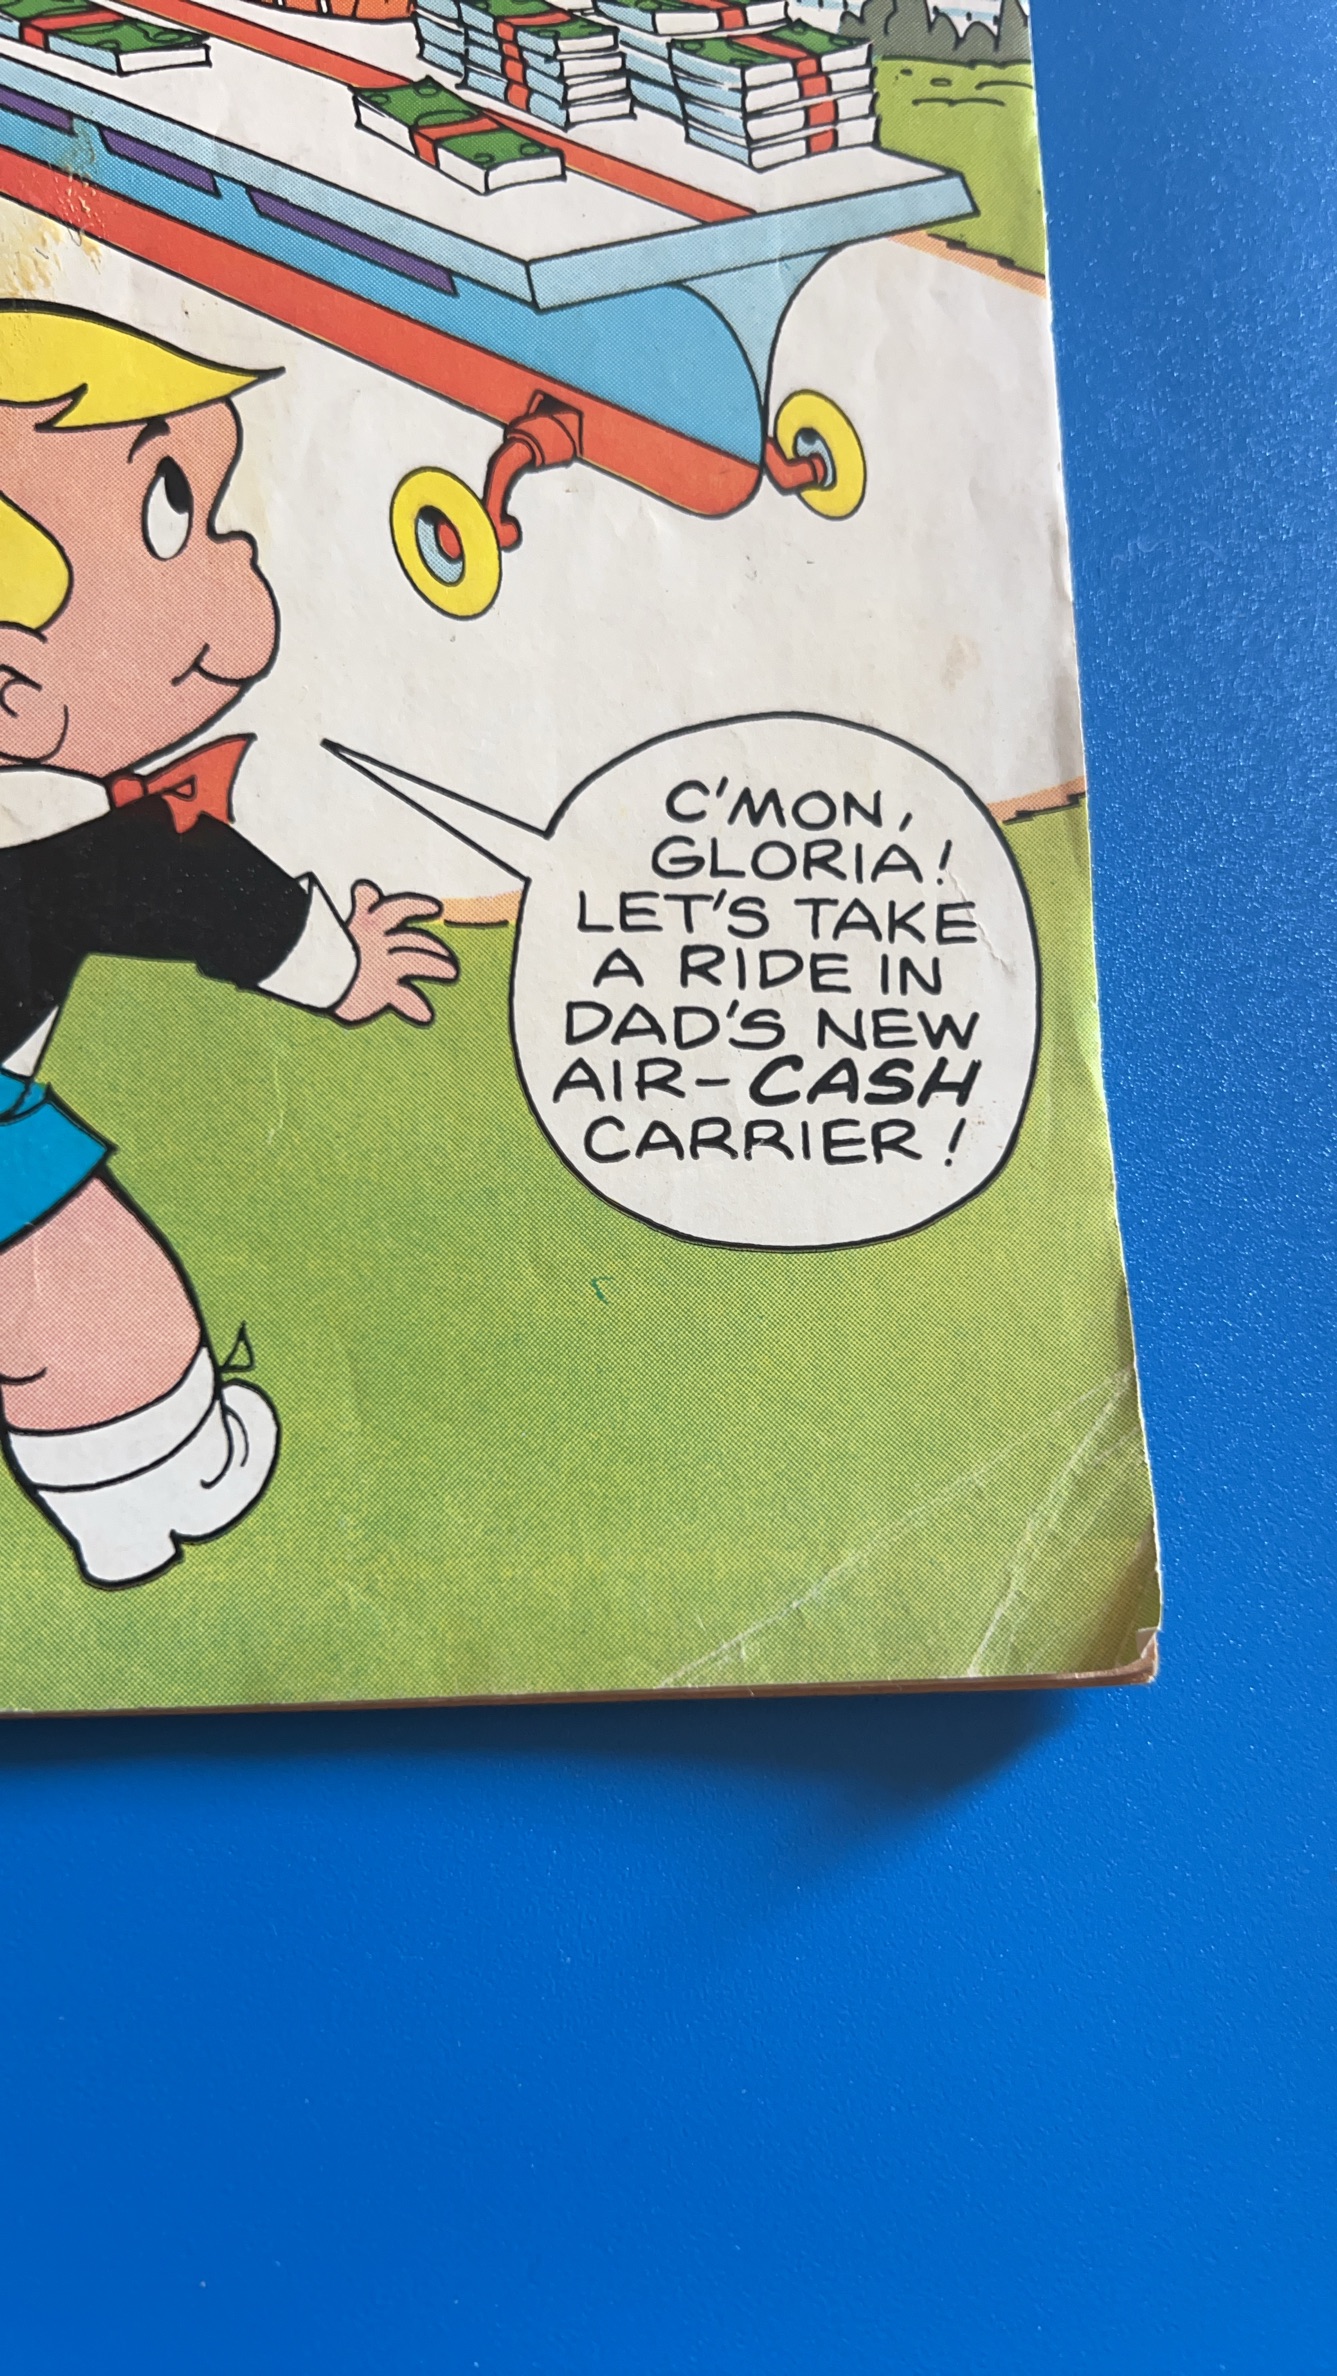 C'MON,
GLORIA!
LET'S TAKE
A RIDE IN
DAD'S NEW
AIR-CASH
CARRIER!